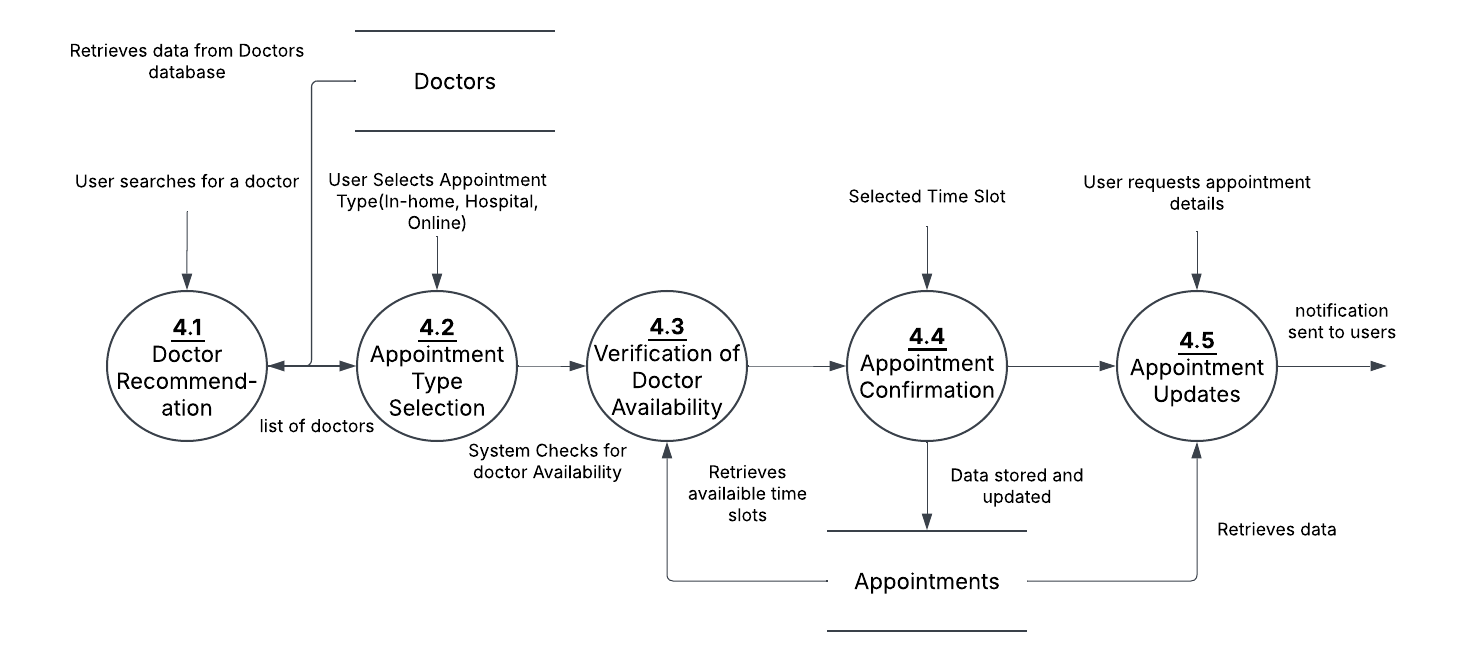 Retrieves data from Doctors
database
Doctors
User searches for a doctor
User Selects Appointment
Type(In-home, Hospital,
Online)
Selected Time Slot
User requests appointment
details
4.1
Doctor
Recommend-
ation
list of doctors
4.2
Appointment
Type
Selection
System Checks for
doctor Availability
4.3
Verification of
Doctor
Availability
Retrieves
availaible time
slots
4.4
Appointment
Confirmation
Data stored and
updated
4.5
Appointment
Updates
notification
sent to users
Retrieves data
Appointments